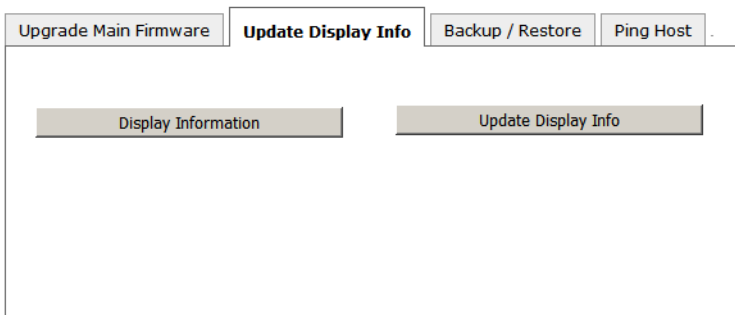 Upgrade Main Firmware Update Display Info Backup / Restore Ping Host .
Display Information Update Display Info